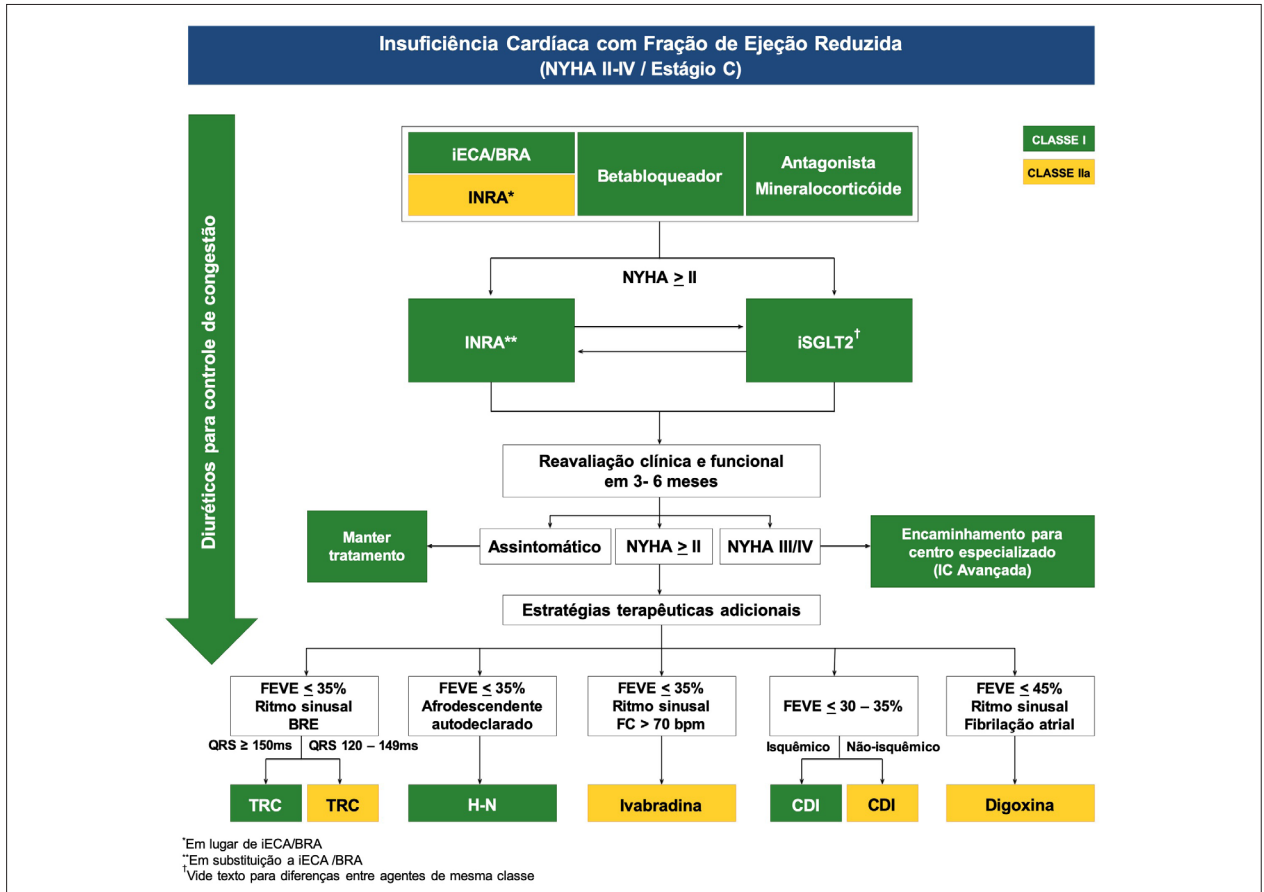 Insuficiência Cardíaca com Fração de Ejeção Reduzida
(NYHA II-IV / Estágio C)
Diuréticos para controle de congestão
iECA/BRA
INRA*
Betabloqueador
Antagonista
Mineralocorticóide
CLASSE I
CLASSE IIa
NYHA ≥ II
INRA**
iSGLT2†
Reavaliação clínica e funcional
em 3- 6 meses
Manter
tratamento
Assintomático
NYHA ≥ II
NYHA III/IV
Encaminhamento para
centro especializado
(IC Avançada)
Estratégias terapêuticas adicionais
FEVE ≤ 35%
Ritmo sinusal
BRE
FEVE ≤ 35%
Afrodescendente
autodeclarado
FEVE ≤ 35%
Ritmo sinusal
FC > 70 bpm
FEVE ≤ 30 – 35%
FEVE ≤ 45%
Ritmo sinusal
Fibrilação atrial
QRS ≥ 150ms
QRS 120 – 149ms
Isquêmico
Não-isquêmico
TRC
TRC
H-N
Ivabradina
CDI
CDI
Digoxina
*Em lugar de iECA/BRA
**Em substituição a iECA /BRA
†Vide texto para diferenças entre agentes de mesma classe